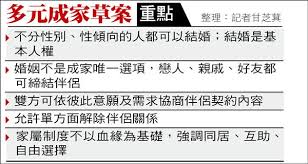 多元成家草案 重點 整理:記者甘芝萁
不分性別、性傾向的人都可以結婚;結婚是基
本人權
婚姻不是成家唯一選項,戀人、親戚、好友都
可締結伴侶
雙方可依彼此意願及需求協商伴侶契約內容
允許單方面解除伴侶關係
家屬制度不以血緣為基礎,強調同居、互助、
自由選擇